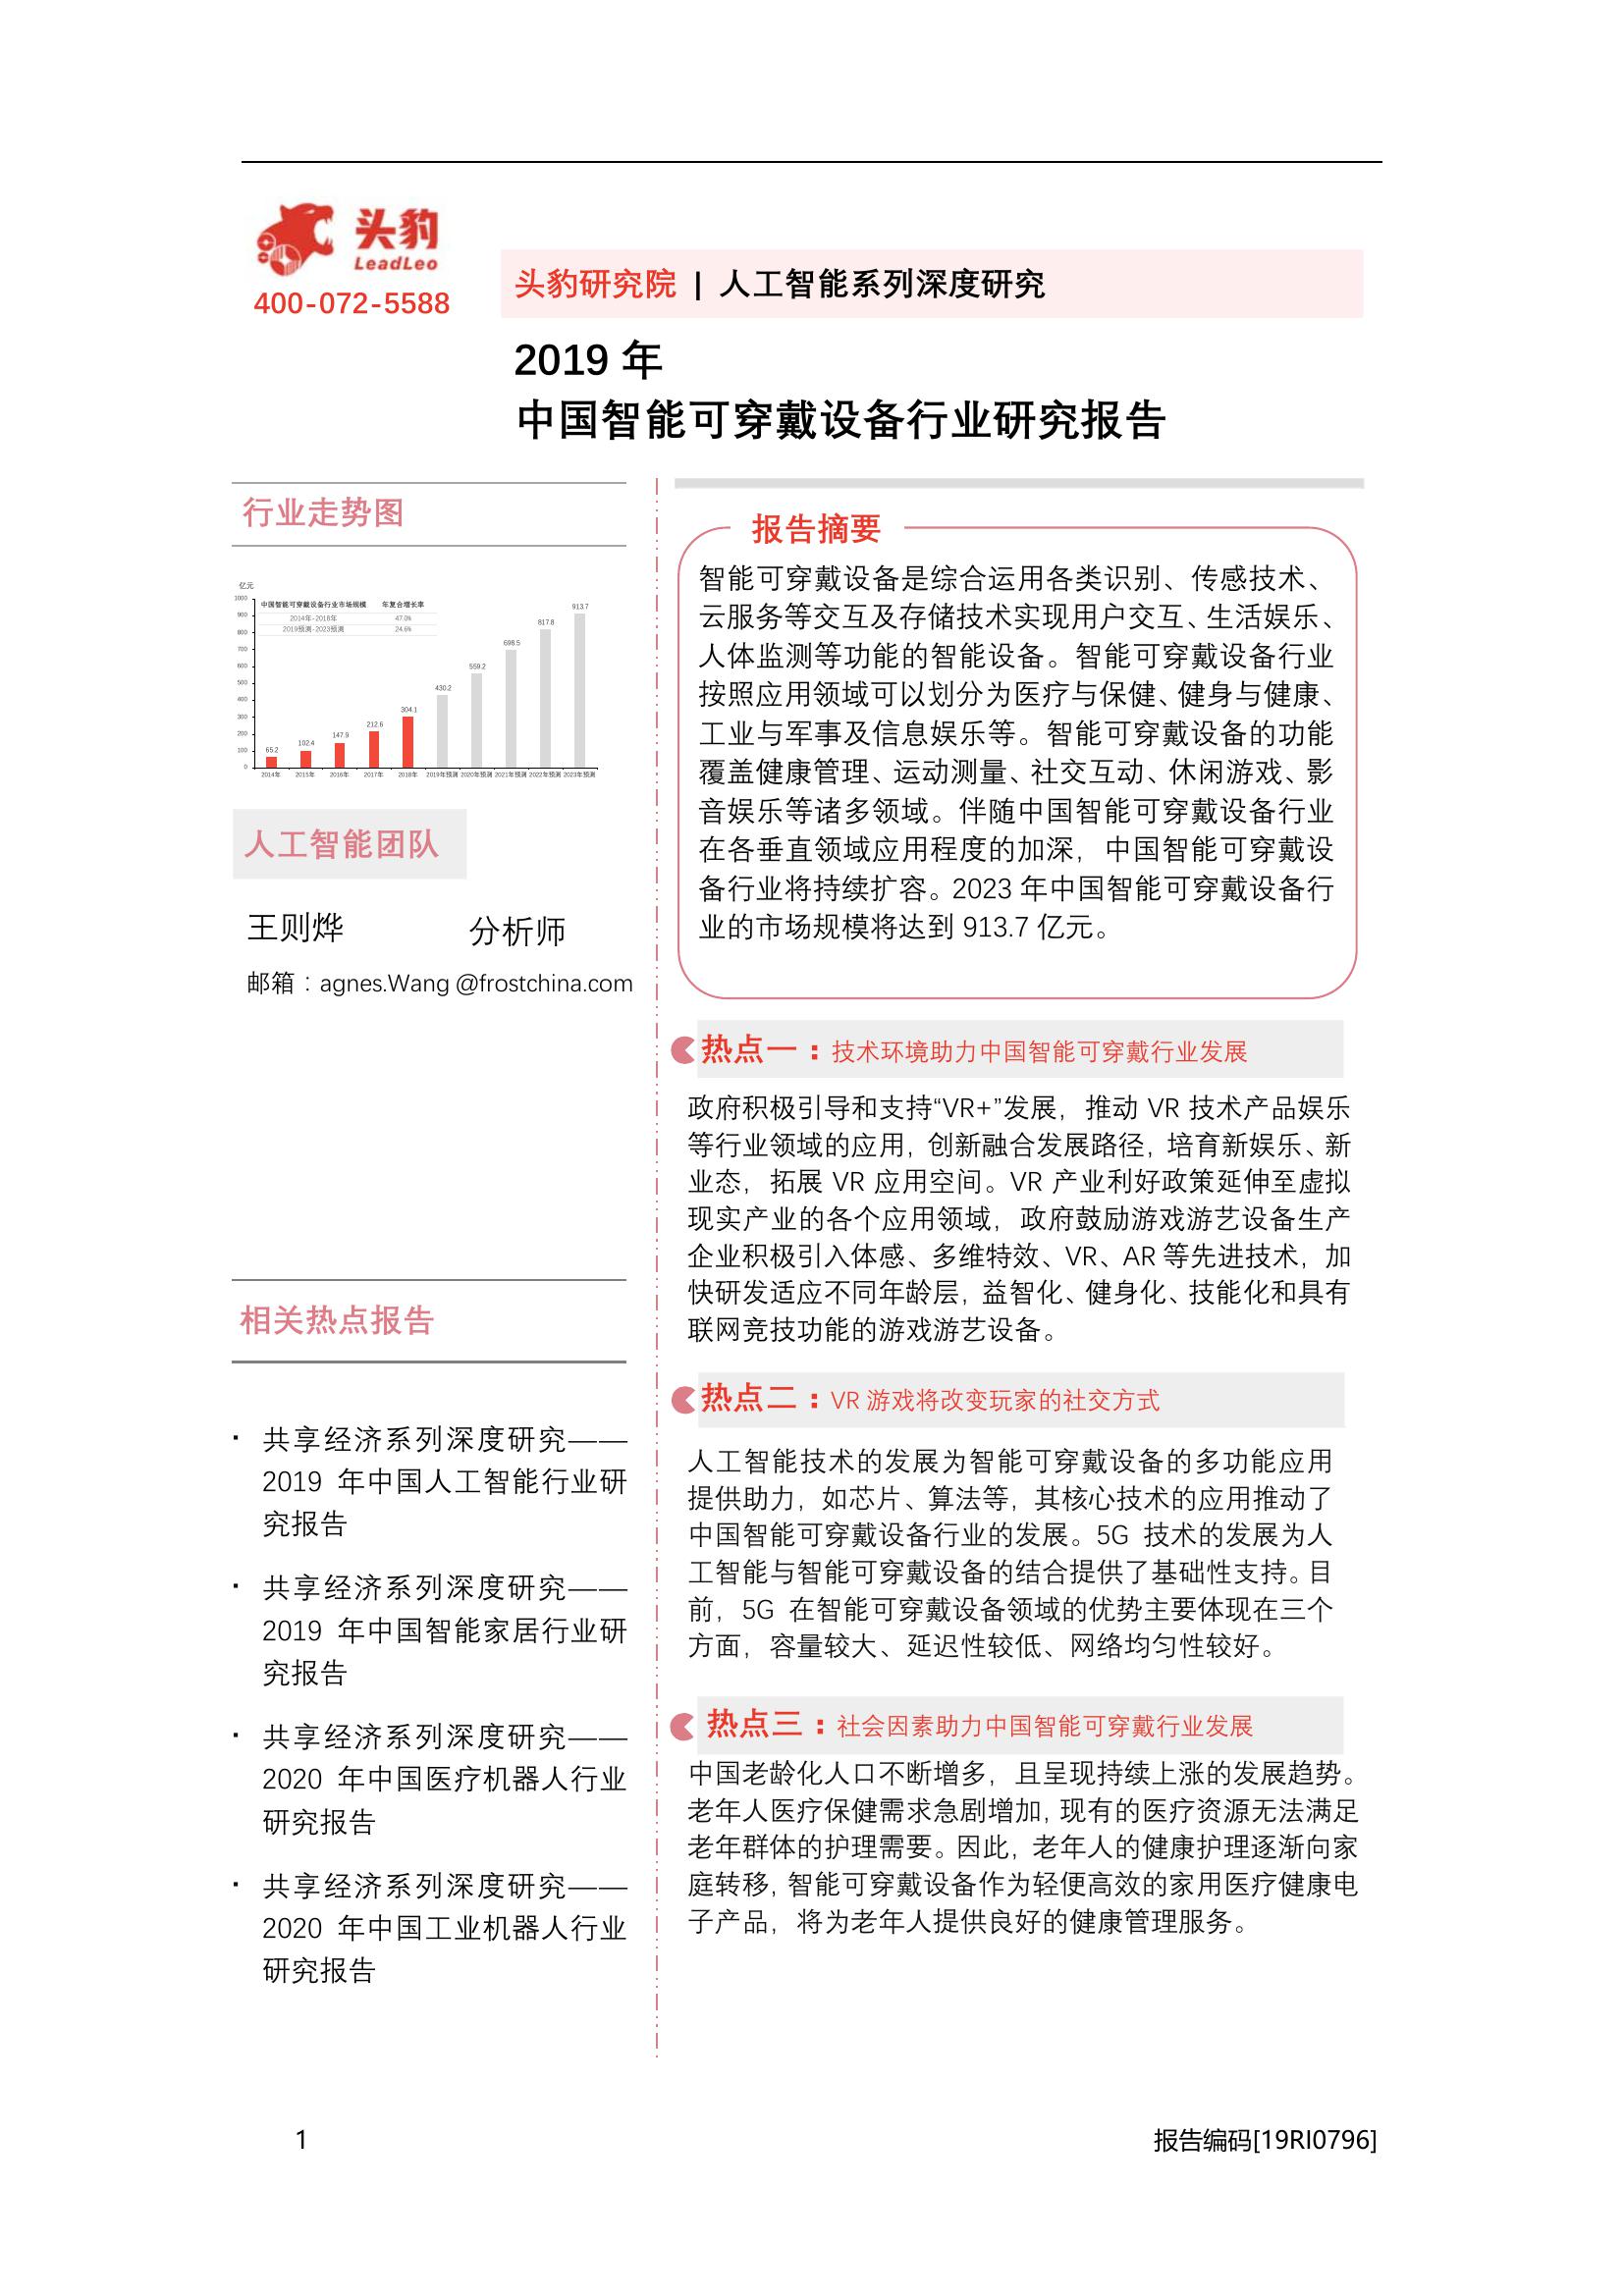 头豹
LeadLeo
400-072-5588
头豹研究院 | 人工智能系列深度研究
2019 年
中国智能可穿戴设备行业研究报告
行业走势图
亿元
中国智能可穿戴设备行业市场规模 年复合增长率
2014年-2018年 47.0%
2019预测-2023预测 24.6%
1000
900
800
700
600
500
400
300
200
100
0
65.2
102.4
147.9
212.6
304.1
430.2
559.2
698.5
817.8
913.7
2014年 2015年 2016年 2017年 2018年 2019年预测 2020年预测 2021年预测 2022年预测 2023年预测
人工智能团队
王则烨 分析师
邮箱：agnes.Wang @frostchina.com
相关热点报告
· 共享经济系列深度研究——
2019 年中国人工智能行业研
究报告
· 共享经济系列深度研究——
2019 年中国智能家居行业研
究报告
· 共享经济系列深度研究——
2020 年中国医疗机器人行业
研究报告
· 共享经济系列深度研究——
2020 年中国工业机器人行业
研究报告
报告摘要
智能可穿戴设备是综合运用各类识别、传感技术、
云服务等交互及存储技术实现用户交互、生活娱乐、
人体监测等功能的智能设备。智能可穿戴设备行业
按照应用领域可以划分为医疗与保健、健身与健康、
工业与军事及信息娱乐等。智能可穿戴设备的功能
覆盖健康管理、运动测量、社交互动、休闲游戏、影
音娱乐等诸多领域。伴随中国智能可穿戴设备行业
在各垂直领域应用程度的加深，中国智能可穿戴设
备行业将持续扩容。2023 年中国智能可穿戴设备行
业的市场规模将达到 913.7 亿元。
热点一：技术环境助力中国智能可穿戴行业发展
政府积极引导和支持“VR+”发展，推动 VR 技术产品娱乐
等行业领域的应用，创新融合发展路径，培育新娱乐、新
业态，拓展 VR 应用空间。VR 产业利好政策延伸至虚拟
现实产业的各个应用领域，政府鼓励游戏游艺设备生产
企业积极引入体感、多维特效、VR、AR 等先进技术，加
快研发适应不同年龄层，益智化、健身化、技能化和具有
联网竞技功能的游戏游艺设备。
热点二：VR 游戏将改变玩家的社交方式
人工智能技术的发展为智能可穿戴设备的多功能应用
提供助力，如芯片、算法等，其核心技术的应用推动了
中国智能可穿戴设备行业的发展。5G 技术的发展为人
工智能与智能可穿戴设备的结合提供了基础性支持。目
前，5G 在智能可穿戴设备领域的优势主要体现在三个
方面，容量较大、延迟性较低、网络均匀性较好。
热点三：社会因素助力中国智能可穿戴行业发展
中国老龄化人口不断增多，且呈现持续上涨的发展趋势。
老年人医疗保健需求急剧增加，现有的医疗资源无法满足
老年群体的护理需要。因此，老年人的健康护理逐渐向家
庭转移，智能可穿戴设备作为轻便高效的家用医疗健康电
子产品，将为老年人提供良好的健康管理服务。
1
报告编码[19RI0796]